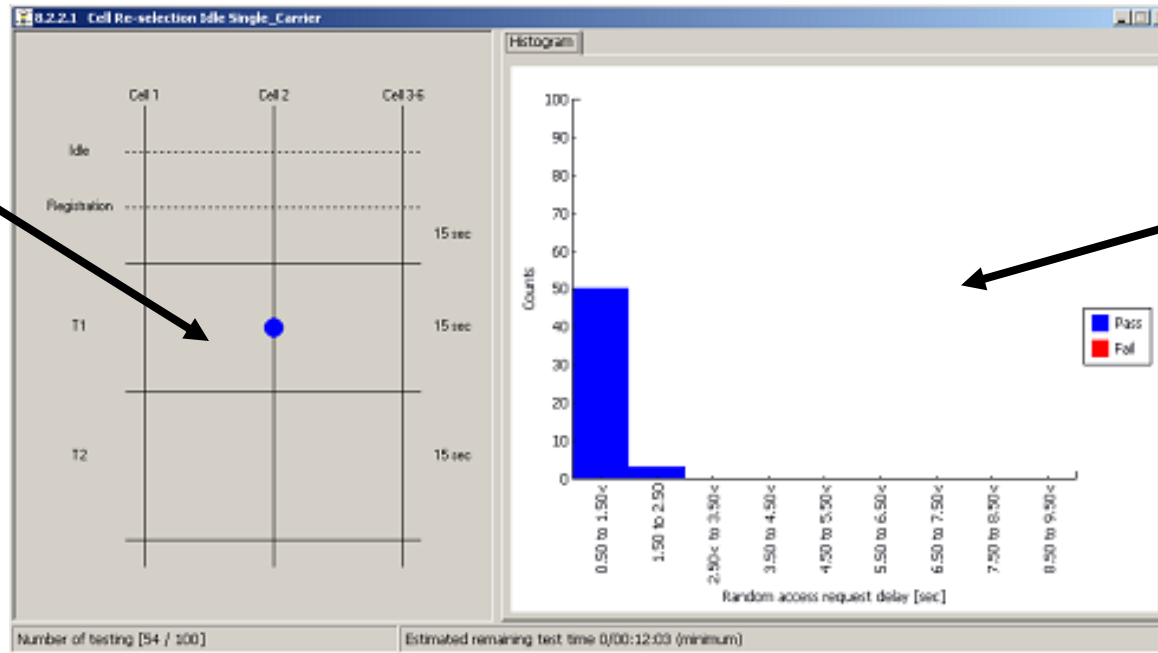 8.2.2.1 Cell Re-selection Idle Single_Carrier
Cell 1
Cell 2
Cell 3-6
Idle
Registration
15 sec
T1
15 sec
T2
15 sec
Histogram
100
90
80
70
60
50
40
30
20
10
0
Counts
0.50 to 1.50<
1.50 to 2.50
2.50< to 3.50<
3.50 to 4.50<
4.50 to 5.50<
5.50 to 6.50<
6.50 to 7.50<
7.50 to 8.50<
8.50 to 9.50<
Random access request delay [sec]
Pass
Fail
Number of testing [54 / 100]
Estimated remaining test time 0/00:12:03 (minimum)